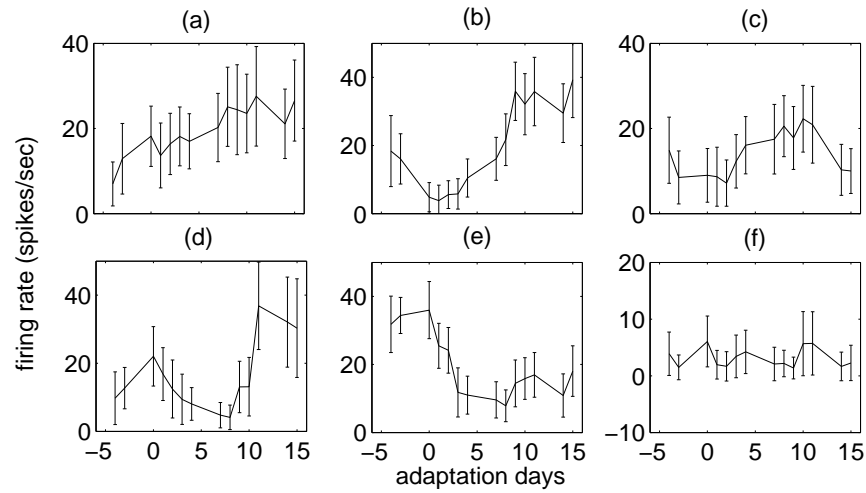 (a) (b) (c)
40 40 40
20 20 20
0 0 0
(d) (e) (f)
40 40 20
20 20 10
0 0 0
−10
−5 0 5 10 15 −5 0 5 10 15 −5 0 5 10 15
adaptation days
firing rate (spikes/sec)